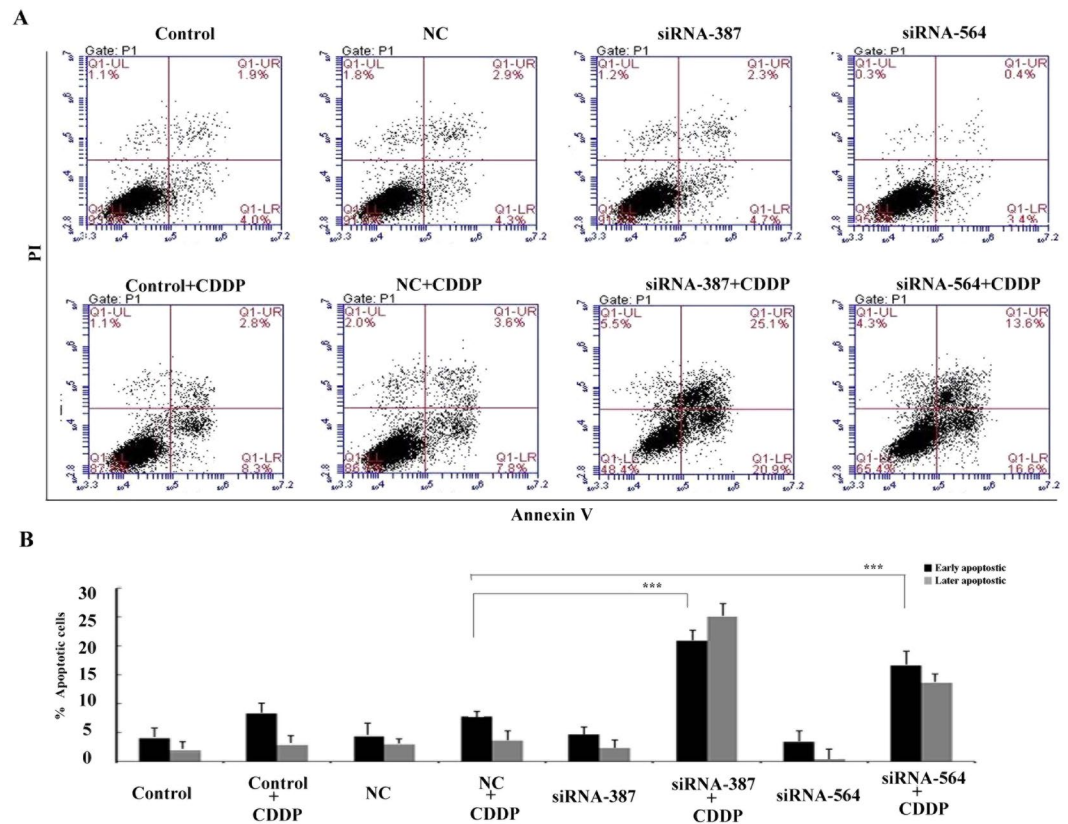 A
Control
NC
siRNA-387
siRNA-564
Gate: P1
Q1-UL
1.1%
Q1-UR
1.9%
Q1-LR
4.0%
Gate: P1
Q1-UL
1.8%
Q1-UR
2.9%
Q1-LR
4.3%
Gate: P1
Q1-UL
1.2%
Q1-UR
2.3%
Q1-LR
4.7%
Gate: P1
Q1-UL
0.3%
Q1-UR
0.4%
Q1-LR
3.4%
PI
Control+CDDP
NC+CDDP
siRNA-387+CDDP
siRNA-564+CDDP
Gate: P1
Q1-UL
1.1%
Q1-UR
2.8%
Q1-LR
8.3%
Gate: P1
Q1-UL
2.0%
Q1-UR
3.6%
Q1-LR
7.8%
Gate: P1
Q1-UL
5.5%
Q1-UR
25.1%
48.4%
Q1-LR
20.9%
Gate: P1
Q1-UL
4.3%
Q1-UR
13.6%
65.4%
Q1-LR
16.6%
Annexin V
B
Early apoptostic
Later apoptostic
***
***
% Apoptotic cells
30
20
15
10
5
0
Control
Control
+
CDDP
NC
NC
+
CDDP
siRNA-387
siRNA-387
+
CDDP
siRNA-564
siRNA-564
+
CDDP